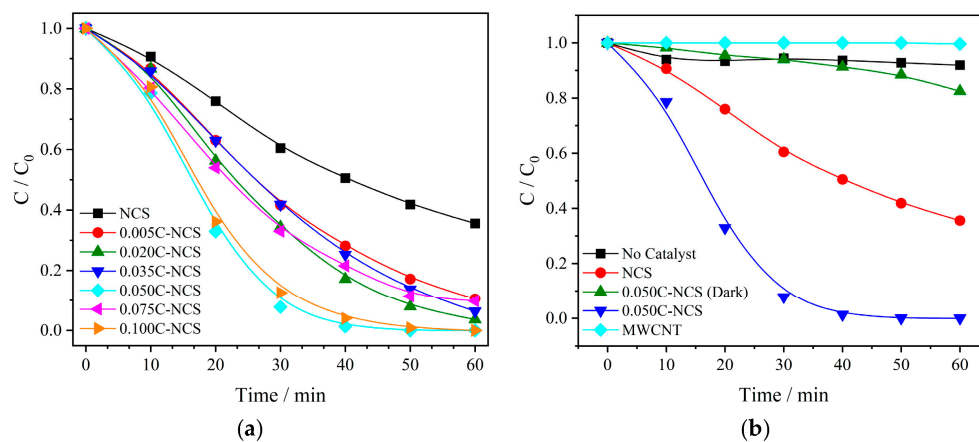 1.0
0.8
0.6
0.4
0.2
0.0
C / C0
NCS
0.005C-NCS
0.020C-NCS
0.035C-NCS
0.050C-NCS
0.075C-NCS
0.100C-NCS
0 10 20 30 40 50 60
Time / min
(a)
1.0
0.8
0.6
0.4
0.2
0.0
C / C0
No Catalyst
NCS
0.050C-NCS (Dark)
0.050C-NCS
MWCNT
0 10 20 30 40 50 60
Time / min
(b)